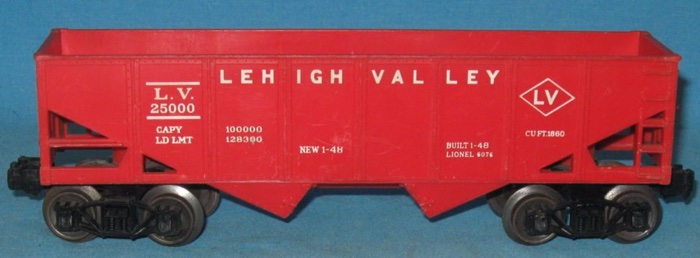 LEHIGH VALLEY
L.V.
25000
CAPY 100000
LD LMT 128300
NEW 1-48
BUILT 1-48
LIONEL 6076
LV
CU FT. 1860